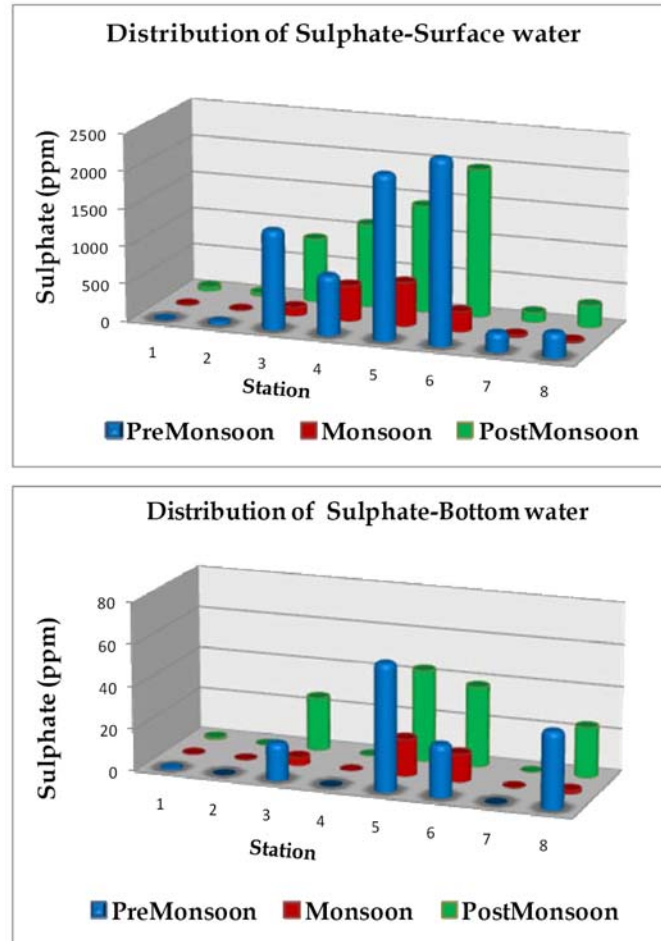 Distribution of Sulphate-Surface water
2500
2000
1500
1000
500
0
Sulphate (ppm)
1 2 3 4 5 6 7 8
Station
PreMonsoon Monsoon PostMonsoon
Distribution of Sulphate-Bottom water
80
60
40
20
0
Sulphate (ppm)
1 2 3 4 5 6 7 8
Station
PreMonsoon Monsoon PostMonsoon